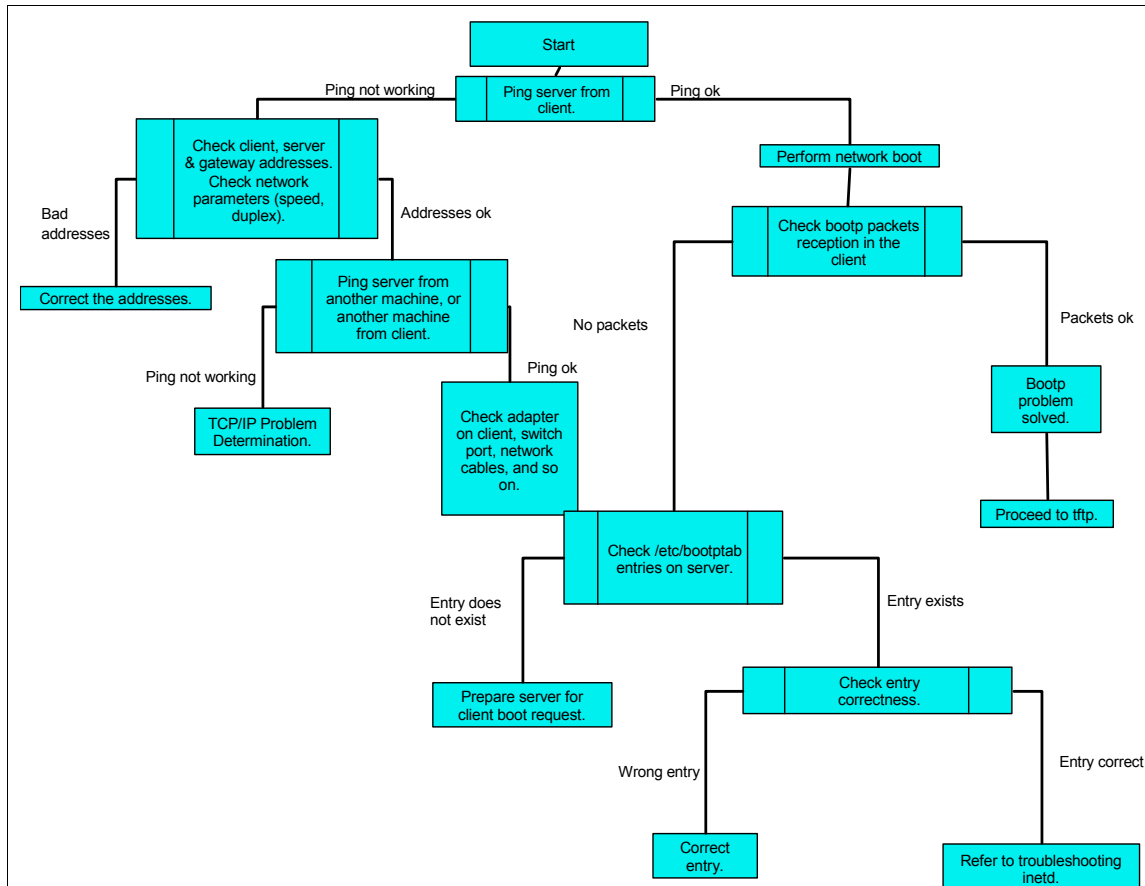 Start
Ping not working
Ping server from
client.
Ping ok
Check client, server
& gateway addresses.
Check network
parameters (speed,
duplex).
Perform network boot
Bad
addresses
Addresses ok
Check bootp packets
reception in the
client
Correct the addresses.
Ping server from
another machine, or
another machine
from client.
No packets
Packets ok
Ping not working
Ping ok
TCP/IP Problem
Determination.
Check adapter
on client, switch
port, network
cables, and so
on.
Bootp
problem
solved.
Proceed to tftp.
Check /etc/bootptab
entries on server.
Entry does
not exist
Entry exists
Prepare server for
client boot request.
Check entry
correctness.
Wrong entry
Entry correct
Correct
entry.
Refer to troubleshooting
inetd.